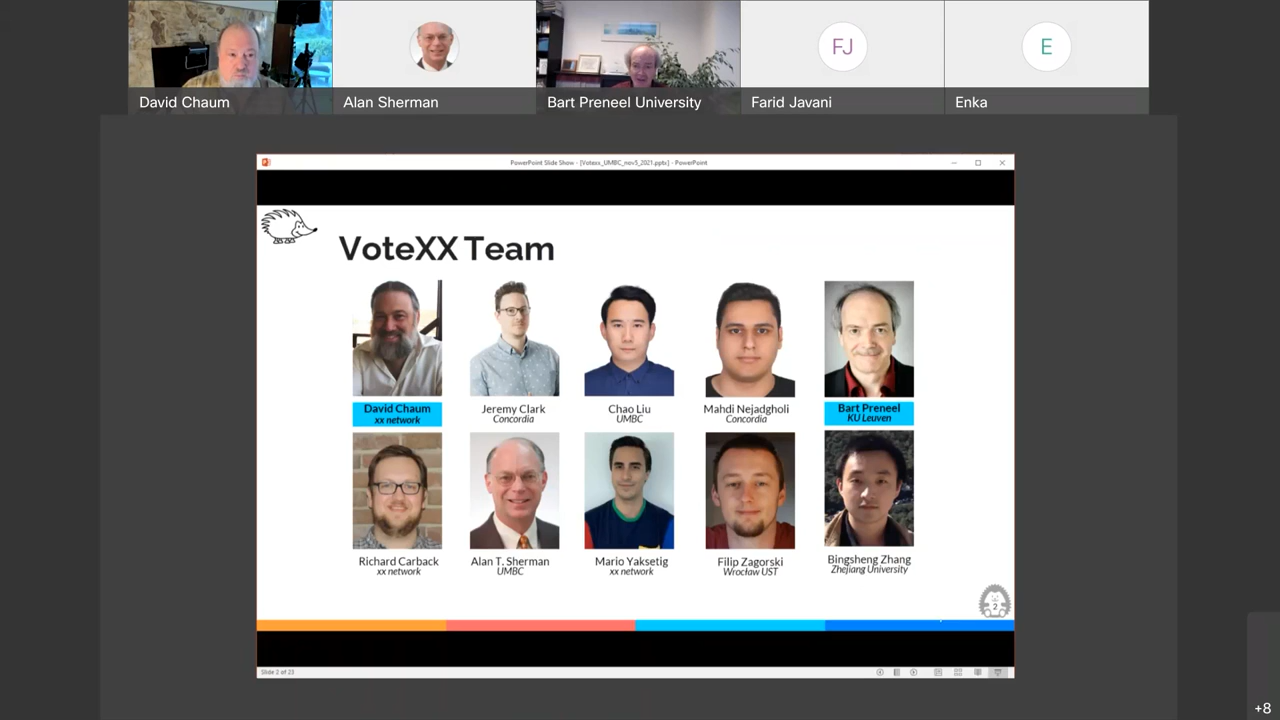 David Chaum
Alan Sherman
Bart Preneel University
FJ
Farid Javani
E
Enka
PowerPoint Slide Show - [Votexx_UMBC_nov5_2021.pptx] - PowerPoint
VoteXX Team
David Chaum
xx network
Jeremy Clark
Concordia
Chao Liu
UMBC
Mahdi Nejadgholi
Concordia
Bart Preneel
KU Leuven
Richard Carback
xx network
Alan T. Sherman
UMBC
Mario Yaksetig
xx network
Filip Zagorski
Wrocław UST
Bingsheng Zhang
Zhejiang University
2
Slide 2 of 23
+8